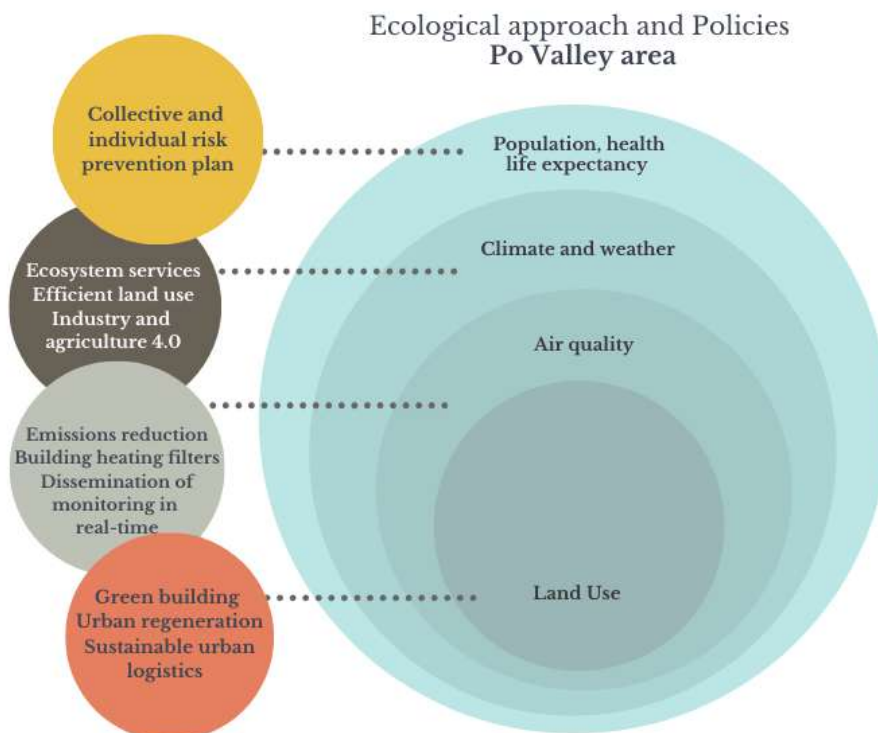 Ecological approach and Policies
Po Valley area
Collective and
individual risk
prevention plan
Population, health
life expectancy
Ecosystem services
Efficient land use
Industry and
agriculture 4.0
Climate and weather
Air quality
Emissions reduction
Building heating filters
Dissemination of
monitoring in
real-time
Green building
Urban regeneration
Sustainable urban
logistics
Land Use